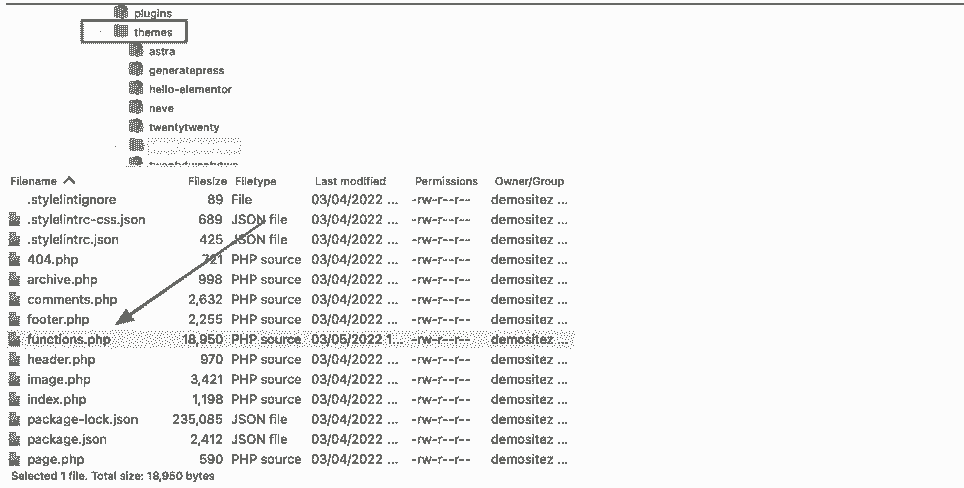 plugins
themes
astra
generatepress
hello-elementor
neve
twentytwenty
Filename Filesize Filetype Last modified Permissions Owner/Group
.stylelintignore 89 File 03/04/2022 ... -rw-r--r-- demositez ...
.stylelintrc-css.json 689 JSON file 03/04/2022 ... -rw-r--r-- demositez ...
.stylelintrc.json 425 JSON file 03/04/2022 ... -rw-r--r-- demositez ...
404.php 721 PHP source 03/04/2022 ... -rw-r--r-- demositez ...
archive.php 998 PHP source 03/04/2022 ... -rw-r--r-- demositez ...
comments.php 2,632 PHP source 03/04/2022 ... -rw-r--r-- demositez ...
footer.php 2,255 PHP source 03/04/2022 ... -rw-r--r-- demositez ...
functions.php 18,950 PHP source 03/05/2022 1... -rw-r--r-- demositez ...
header.php 970 PHP source 03/04/2022 ... -rw-r--r-- demositez ...
image.php 3,421 PHP source 03/04/2022 ... -rw-r--r-- demositez ...
index.php 1,198 PHP source 03/04/2022 ... -rw-r--r-- demositez ...
package-lock.json 235,085 JSON file 03/04/2022 ... -rw-r--r-- demositez ...
package.json 2,412 JSON file 03/04/2022 ... -rw-r--r-- demositez ...
page.php 590 PHP source 03/04/2022 ... -rw-r--r-- demositez ...
Selected 1 file. Total size: 18,950 bytes